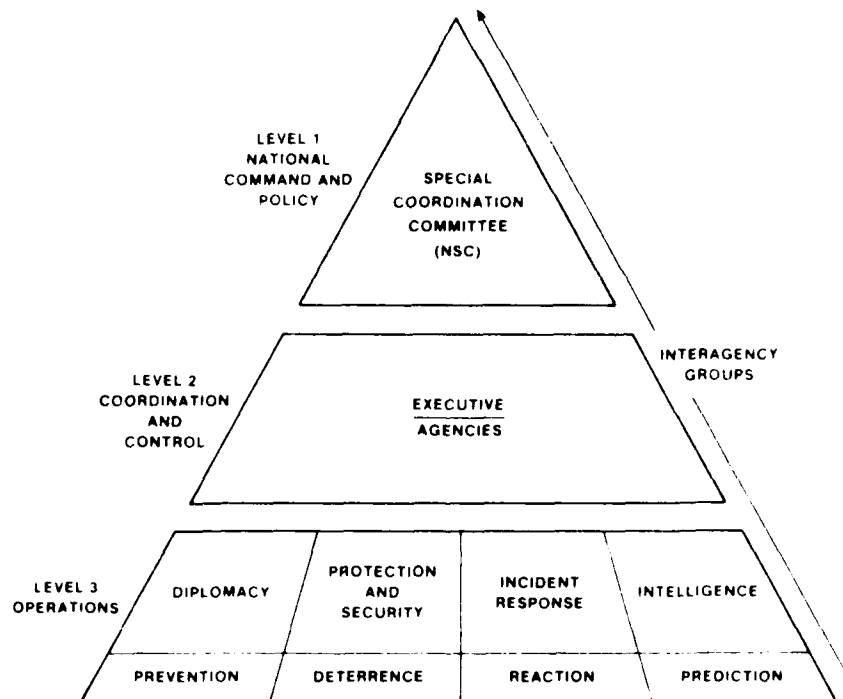 LEVEL 1
NATIONAL
COMMAND AND
POLICY
SPECIAL
COORDINATION
COMMITTEE
(NSC)
INTERAGENCY
GROUPS
LEVEL 2
COORDINATION
AND
CONTROL
EXECUTIVE
AGENCIES
LEVEL 3
OPERATIONS
DIPLOMACY
PROTECTION
AND
SECURITY
INCIDENT
RESPONSE
INTELLIGENCE
PREVENTION
DETERRENCE
REACTION
PREDICTION